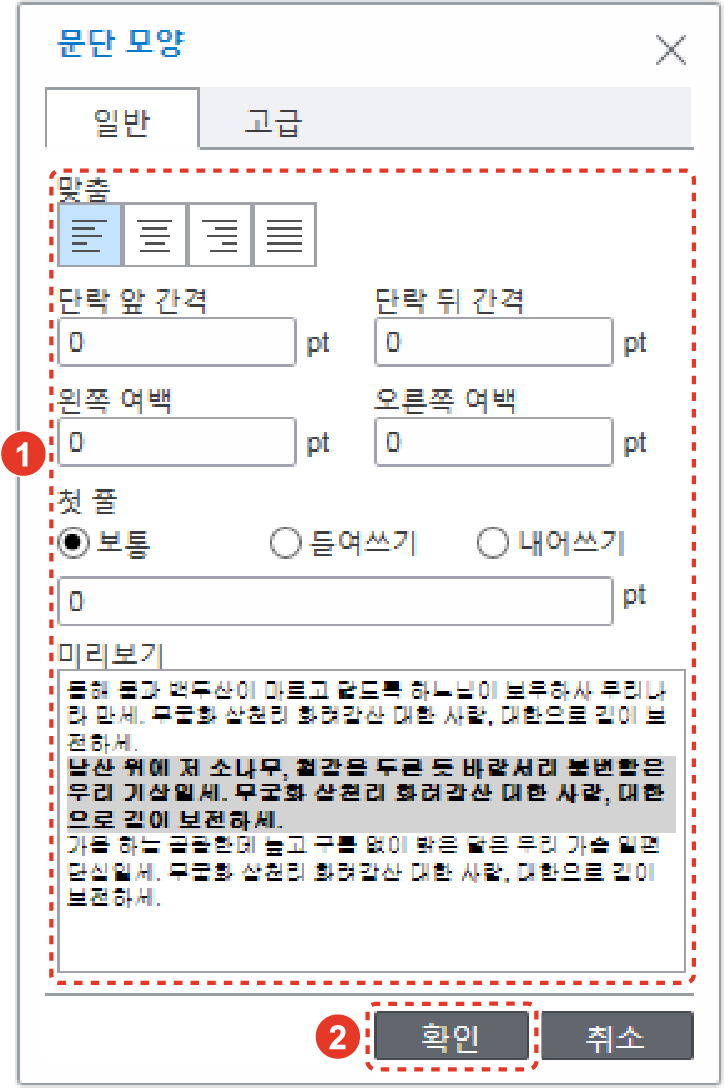 문단 모양
일반 고급
맞춤
단락 앞 간격 단락 뒤 간격
0 pt 0 pt
왼쪽 여백 오른쪽 여백
1 0 pt 0 pt
첫 줄
보통 들여쓰기 내어쓰기
0 pt
미리보기
동해 물과 백두산이 마르고 닳도록 하느님이 보우하사 우리나
라 만세. 무궁화 삼천리 화려강산 대한 사람, 대한으로 길이 보
전하세.
남산 위에 저 소나무, 철갑을 두른 듯 바람서리 불변함은
우리 기상일세. 무궁화 삼천리 화려강산 대한 사람, 대한
으로 길이 보전하세.
가을 하늘 공활한데 높고 구름 없이 밝은 달은 우리 가슴 일편
단심일세. 무궁화 삼천리 화려강산 대한 사람, 대한으로 길이
보전하세.
2 확인 취소